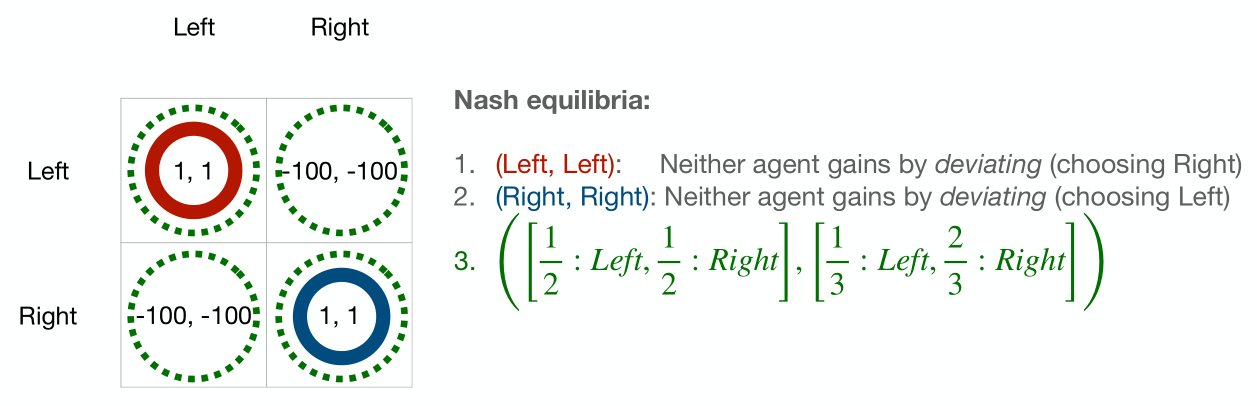 Left Right
Left 1, 1 -100, -100
Right -100, -100 1, 1
Nash equilibria:
1. (Left, Left): Neither agent gains by deviating (choosing Right)
2. (Right, Right): Neither agent gains by deviating (choosing Left)
3. ([1/2 : Left, 1/2 : Right], [1/3 : Left, 2/3 : Right])